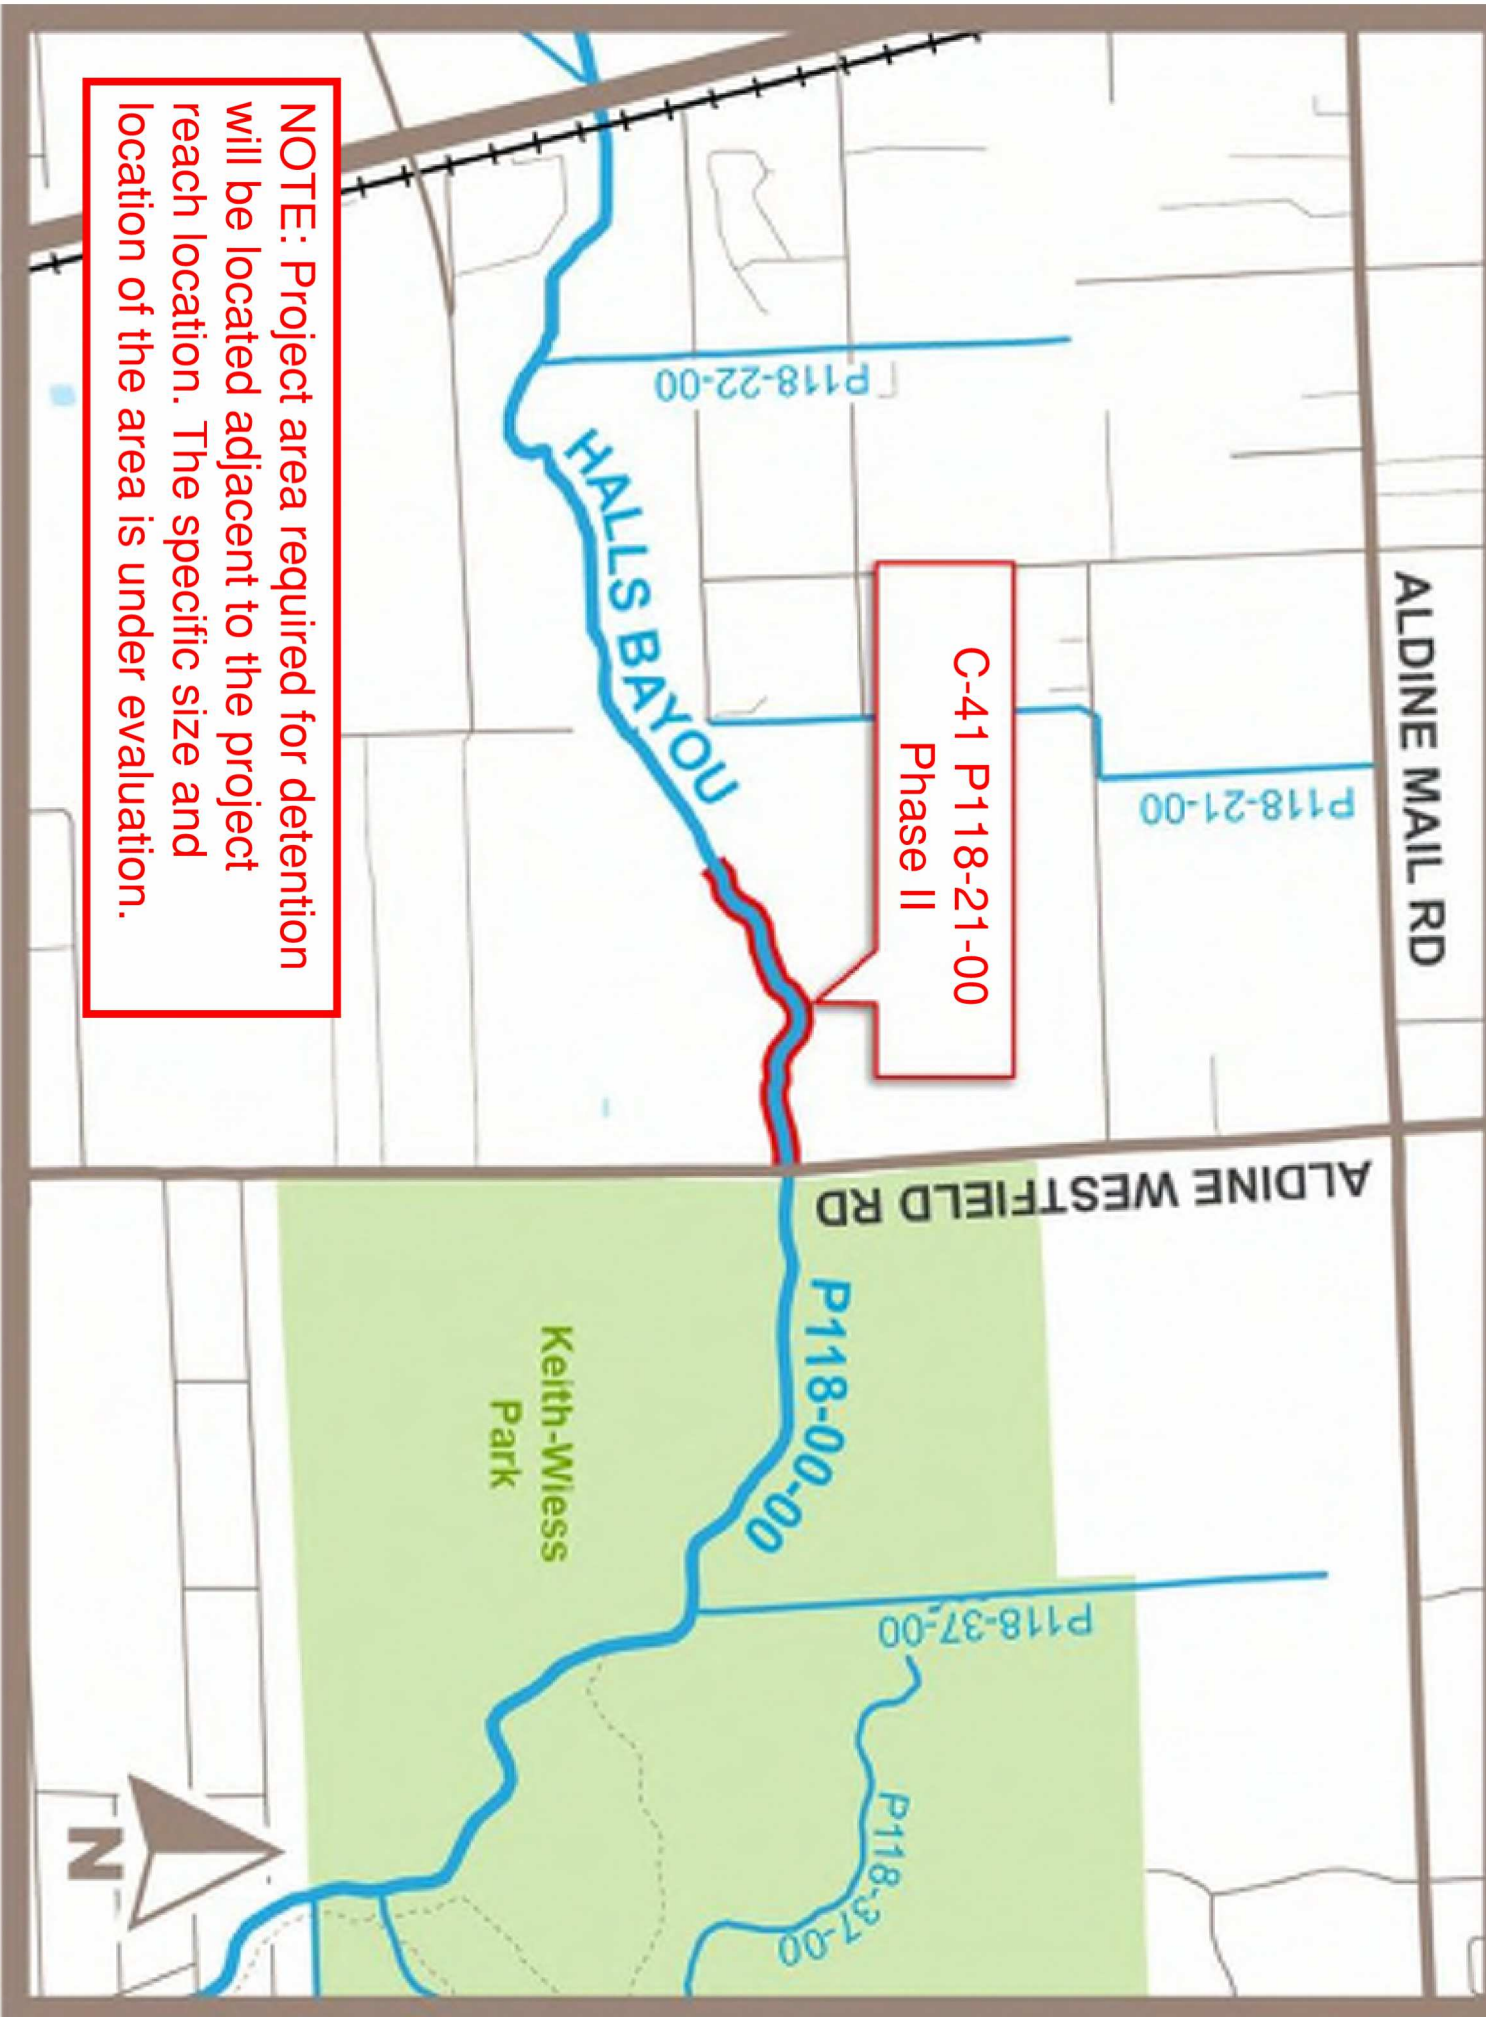 ALDINE MAIL RD
P118-21-00
P118-22-00
C-41 P118-21-00
Phase II
HALLS BAYOU
ALDINE WESTFIELD RD
P118-00-00
P118-37-00
P118-37-00
Keith-Wiess
Park
NOTE: Project area required for detention
will be located adjacent to the project
reach location. The specific size and
location of the area is under evaluation.
N